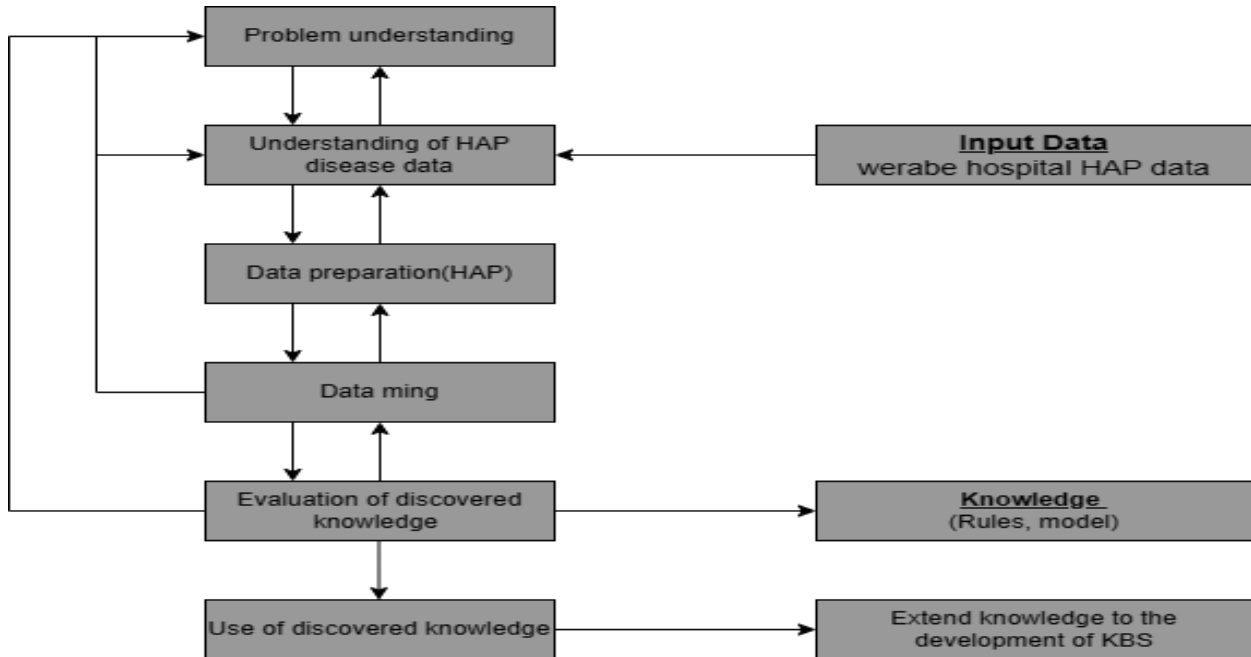 Problem understanding
Understanding of HAP
disease data
Input Data
werabe hospital HAP data
Data preparation(HAP)
Data ming
Evaluation of discovered
knowledge
Knowledge
(Rules, model)
Use of discovered knowledge
Extend knowledge to the
development of KBS